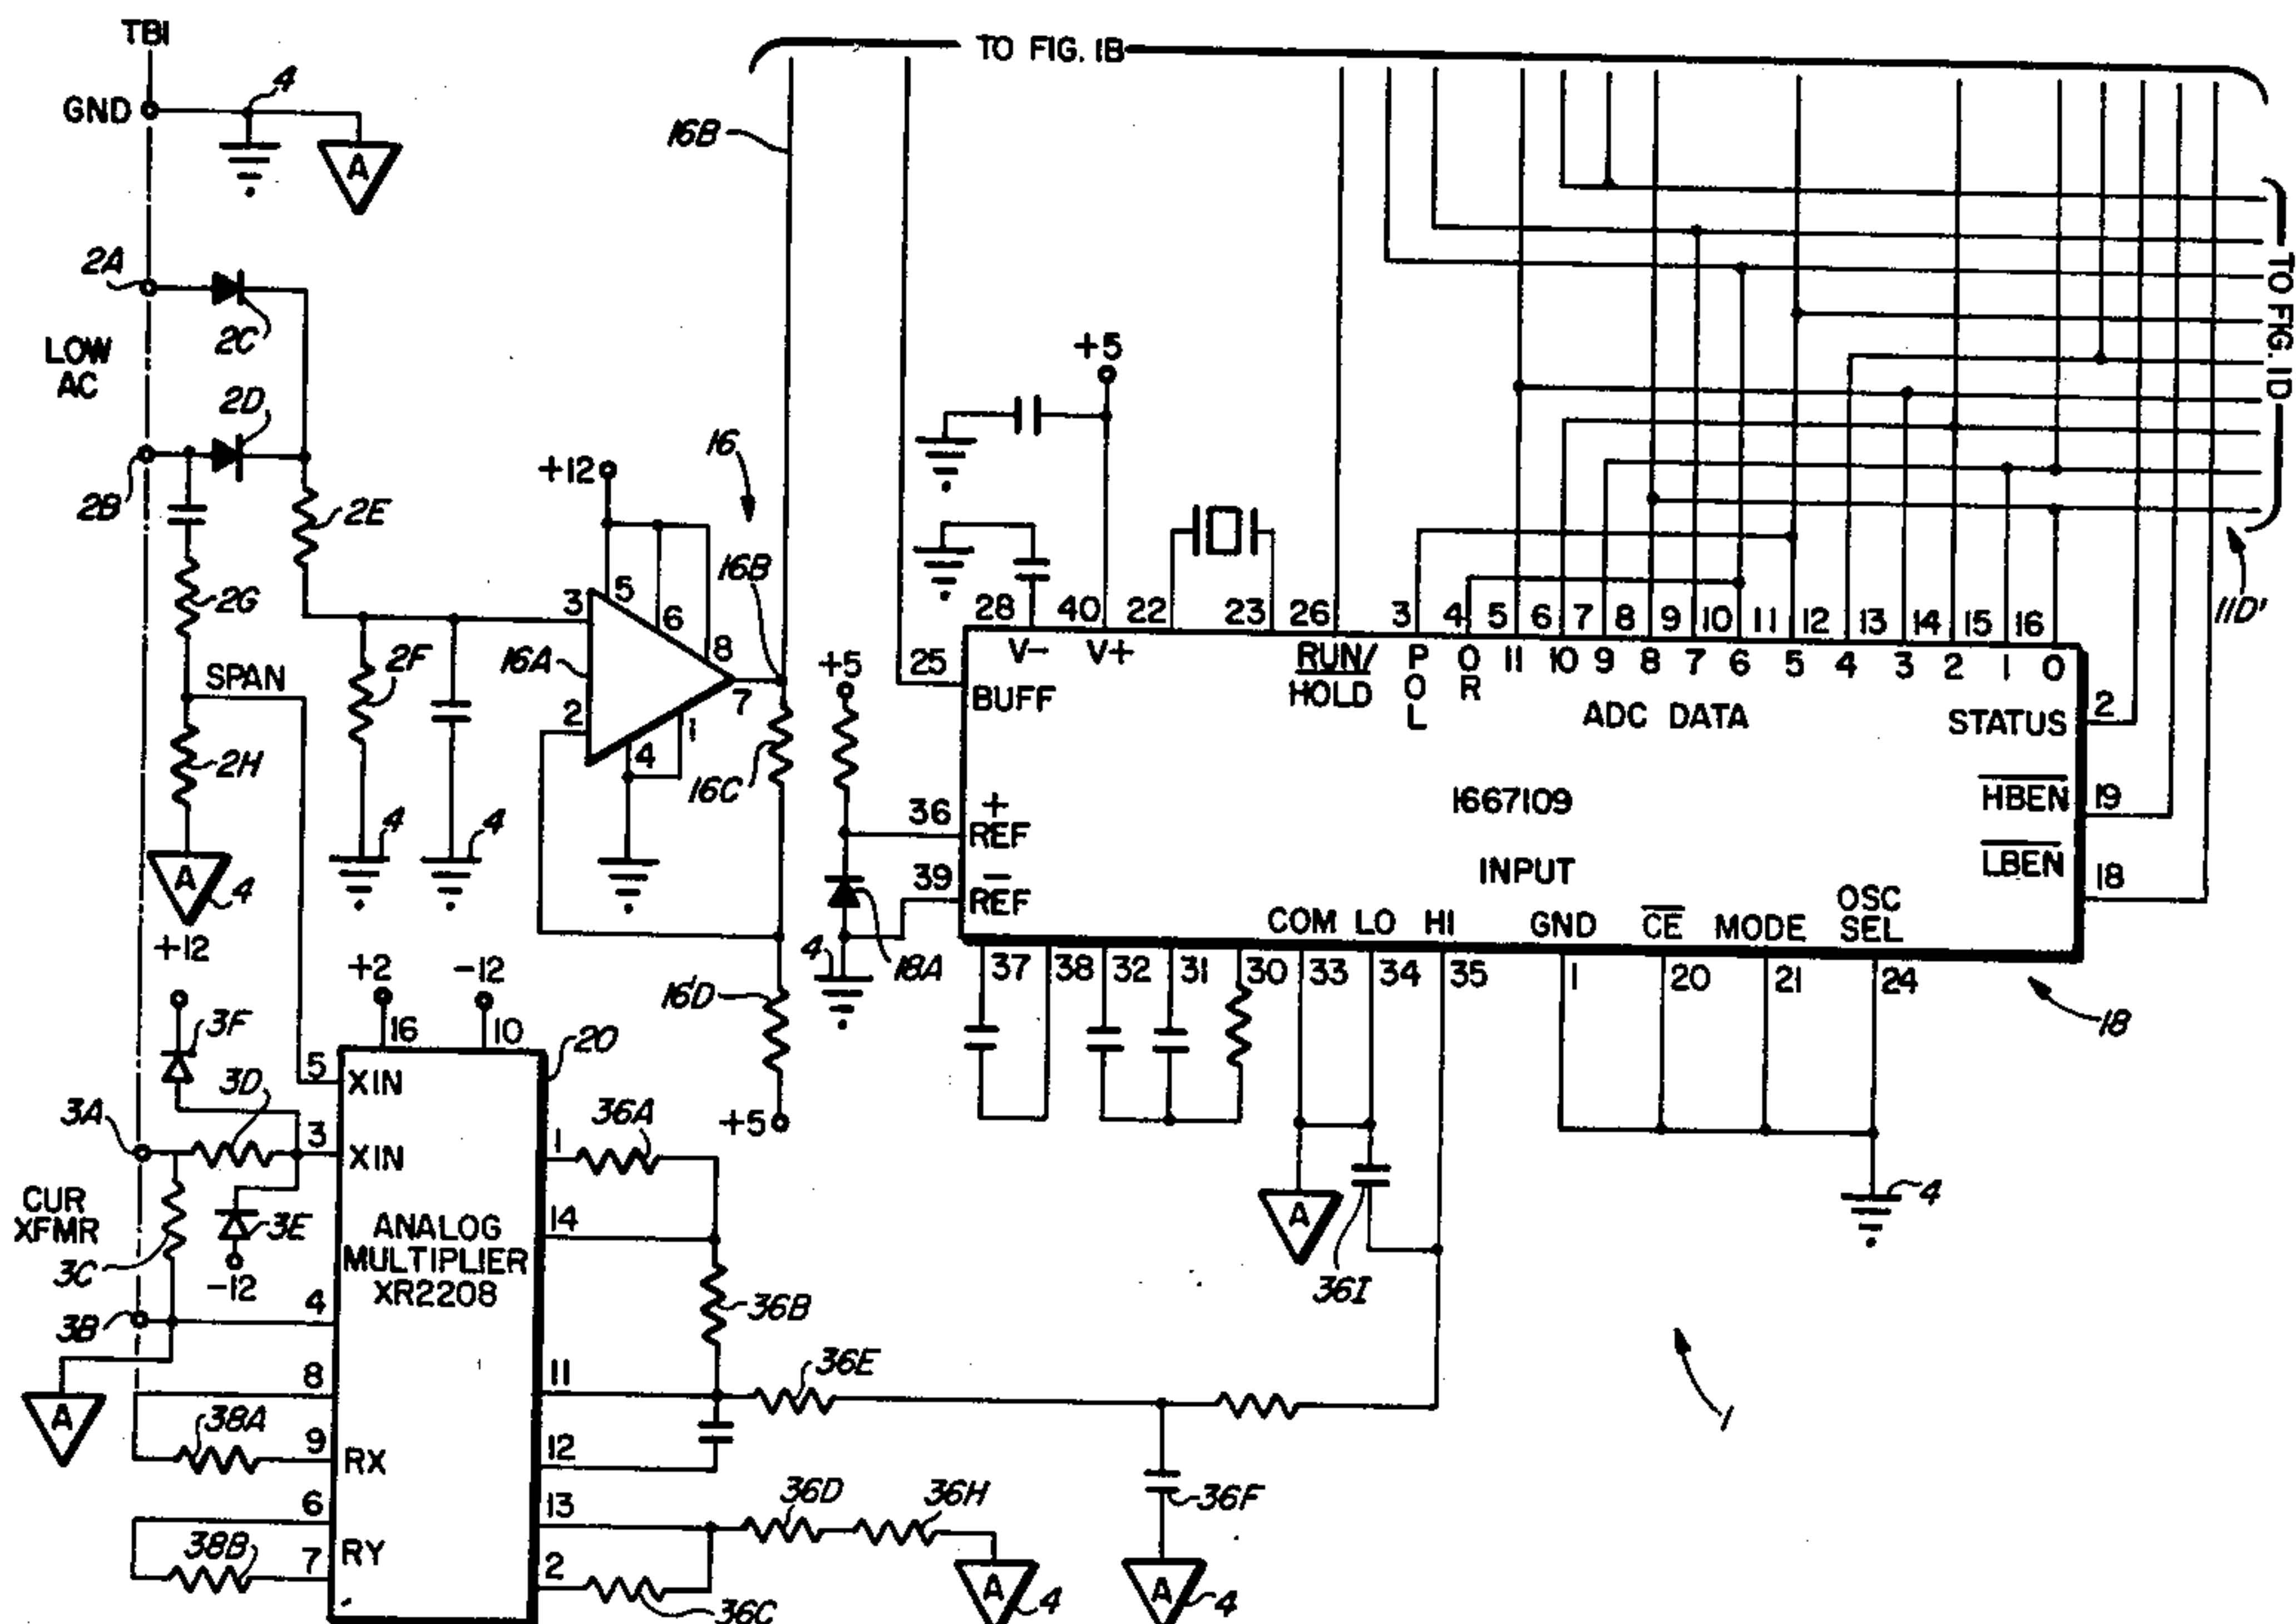 TB1
TO FIG. 1B
GND
4
A
16B
2A
2C
LOW
AC
2D
2B
2E
+12
16
16B
+5
TO FIG. 1D
11D'
2G
SPAN
2F
2H
3 5 6 8
16A
2 4 1 7
16C
28 40 22 23 26 3 4 5 6 7 8 9 10 11 12 13 14 15 16
V- V+ RUN/ POL OR 11 10 9 8 7 6 5 4 3 2 1 0
HOLD
25
BUFF
ADC DATA
STATUS 2
+5
36 + REF
1667109
HBEN 19
39 - REF
INPUT
LBEN 18
COM LO HI GND CE MODE OSC
SEL
4
18A
37 38 32 31 30 33 34 35 1 20 21 24
18
4
4
A
4
+12
+2
-12
16
10
20
16D
+5
3F
5 XIN
3D
3A
3 XIN
1
36A
CUR
XFMR
3E
-12
3C
3B
4
ANALOG
MULTIPLIER
XR2208
14
36B
A
36I
4
1
A
8
38A
9 RX
11
36E
12
6
38B
7 RY
13
36D
36H
36F
2
36C
A
4
A
4